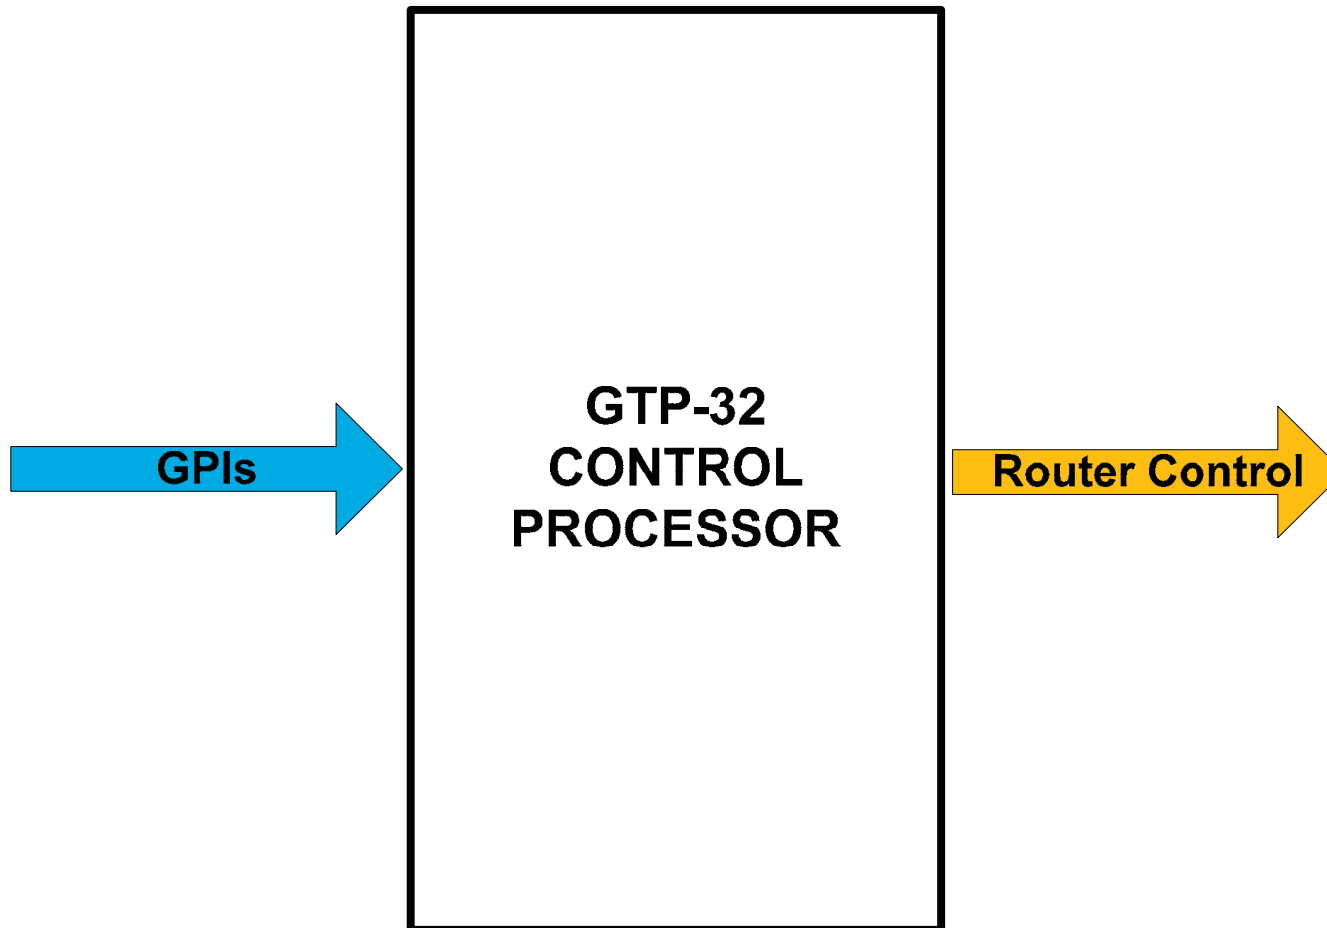 GPIs
GTP-32
CONTROL
PROCESSOR
Router Control